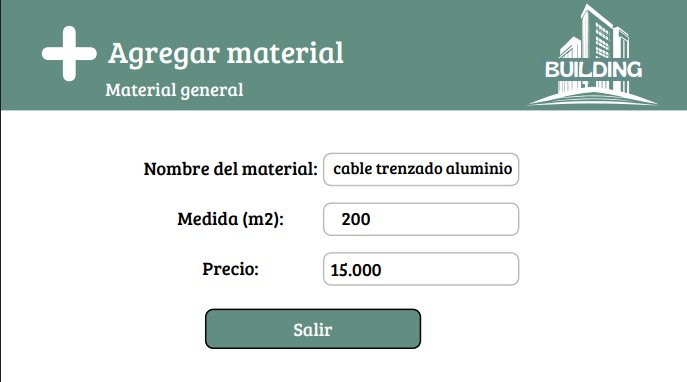 Agregar material
Material general
BUILDING
Nombre del material: cable trenzado aluminio
Medida (m2): 200
Precio: 15.000
Salir